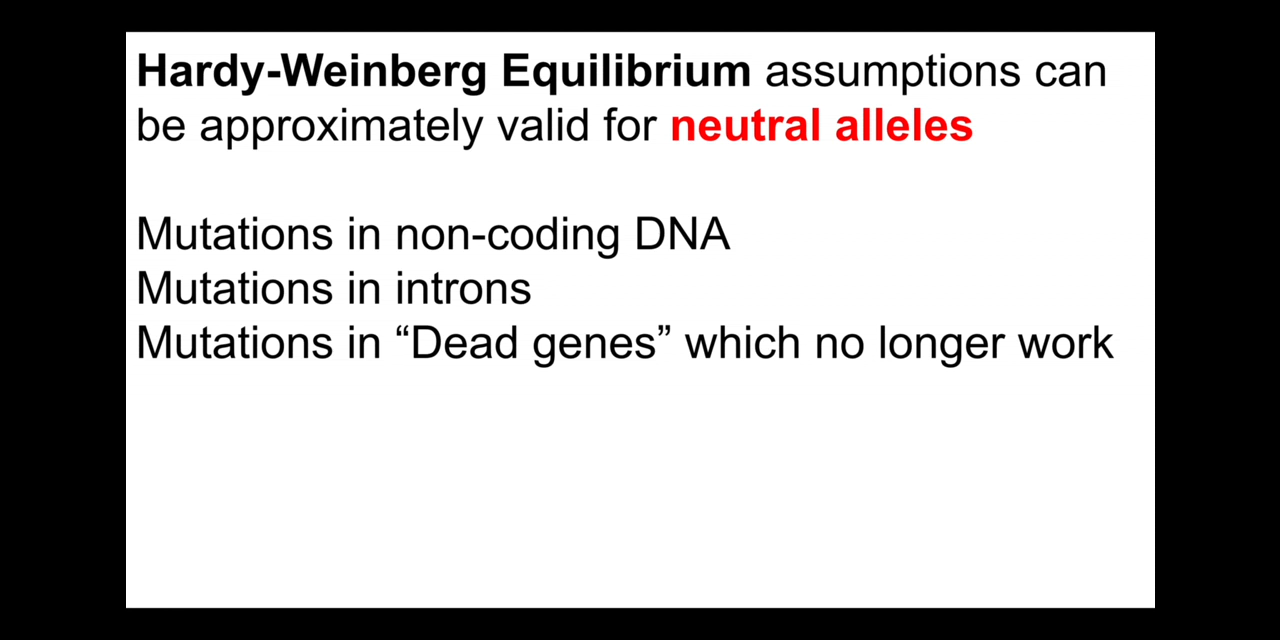 Hardy-Weinberg Equilibrium assumptions can
be approximately valid for neutral alleles
Mutations in non-coding DNA
Mutations in introns
Mutations in “Dead genes” which no longer work